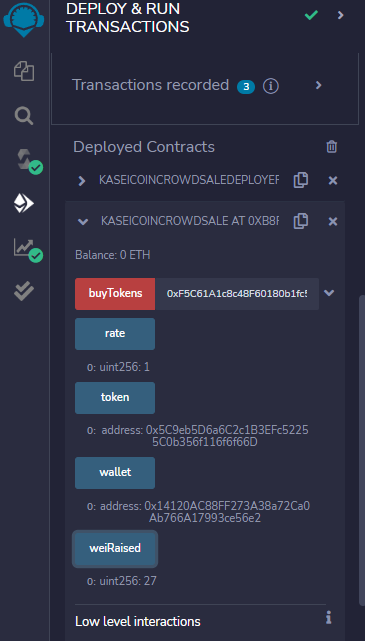 DEPLOY & RUN
TRANSACTIONS
Transactions recorded 3
Deployed Contracts
KASEICOINCROWDSALEDEPLOYER
KASEICOINCROWDSALE AT 0XB8F
Balance: 0 ETH
buyTokens 0xF5C61A1c8c48F60180b1fc5
rate
0: uint256: 1
token
0: address: 0x5C9eb5D6a6C2c1B3EFc5225
5C0b356f116f6f66D
wallet
0: address: 0x14120AC88FF273A38a72Ca0
Ab766A17993ce56e2
weiRaised
0: uint256: 27
Low level interactions